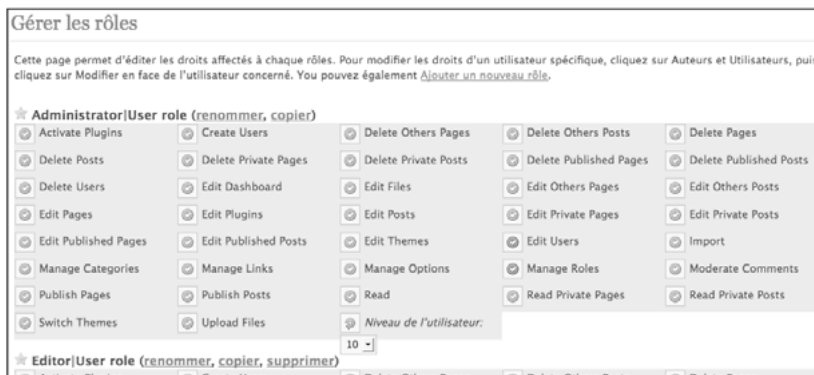 Gérer les rôles
Cette page permet d'éditer les droits affectés à chaque rôles. Pour modifier les droits d'un utilisateur spécifique, cliquez sur Auteurs et Utilisateurs, puis
cliquez sur Modifier en face de l'utilisateur concerné. You pouvez également Ajouter un nouveau rôle.
Administrator|User role (renommer, copier)
Activate Plugins Create Users Delete Others Pages Delete Others Posts Delete Pages
Delete Posts Delete Private Pages Delete Private Posts Delete Published Pages Delete Published Posts
Delete Users Edit Dashboard Edit Files Edit Others Pages Edit Others Posts
Edit Pages Edit Plugins Edit Posts Edit Private Pages Edit Private Posts
Edit Published Pages Edit Published Posts Edit Themes Edit Users Import
Manage Categories Manage Links Manage Options Manage Roles Moderate Comments
Publish Pages Publish Posts Read Read Private Pages Read Private Posts
Switch Themes Upload Files Niveau de l'utilisateur:
10
Editor|User role (renommer, copier, supprimer)